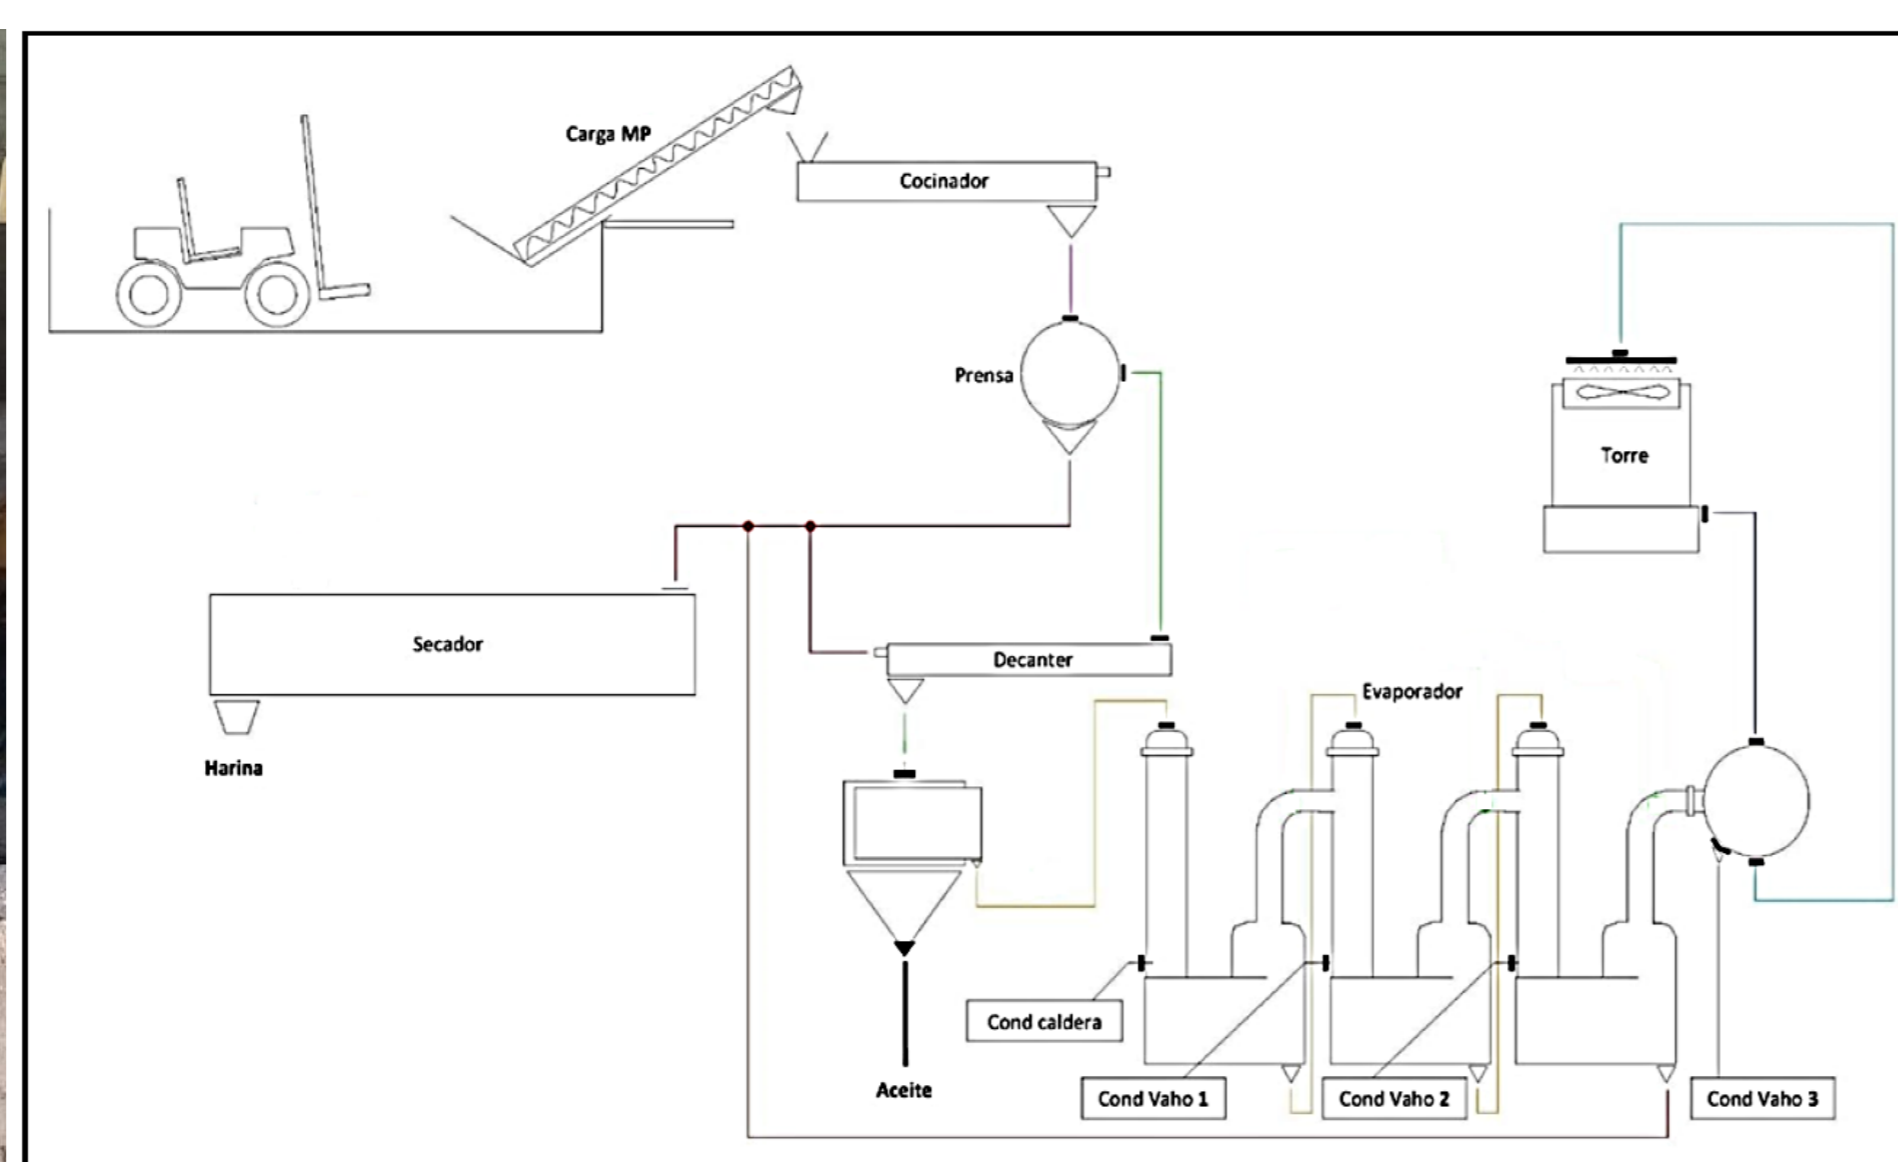 Carga MP
Cocinador
Prensa
Torre
Secador
Decanter
Evaporador
Harina
Cond caldera
Aceite
Cond Vaho 1
Cond Vaho 2
Cond Vaho 3